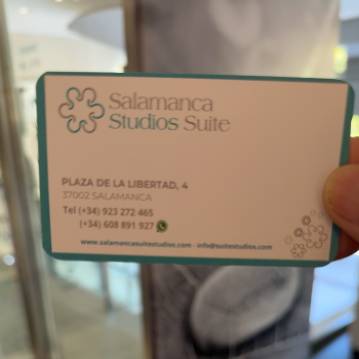 Salamanca
Studios Suite
PLAZA DE LA LIBERTAD, 4
37002 SALAMANCA
Tel (+34) 923 272 465
(+34) 608 891 927
www.salamancasuitestudios.com - info@suitestudios.com